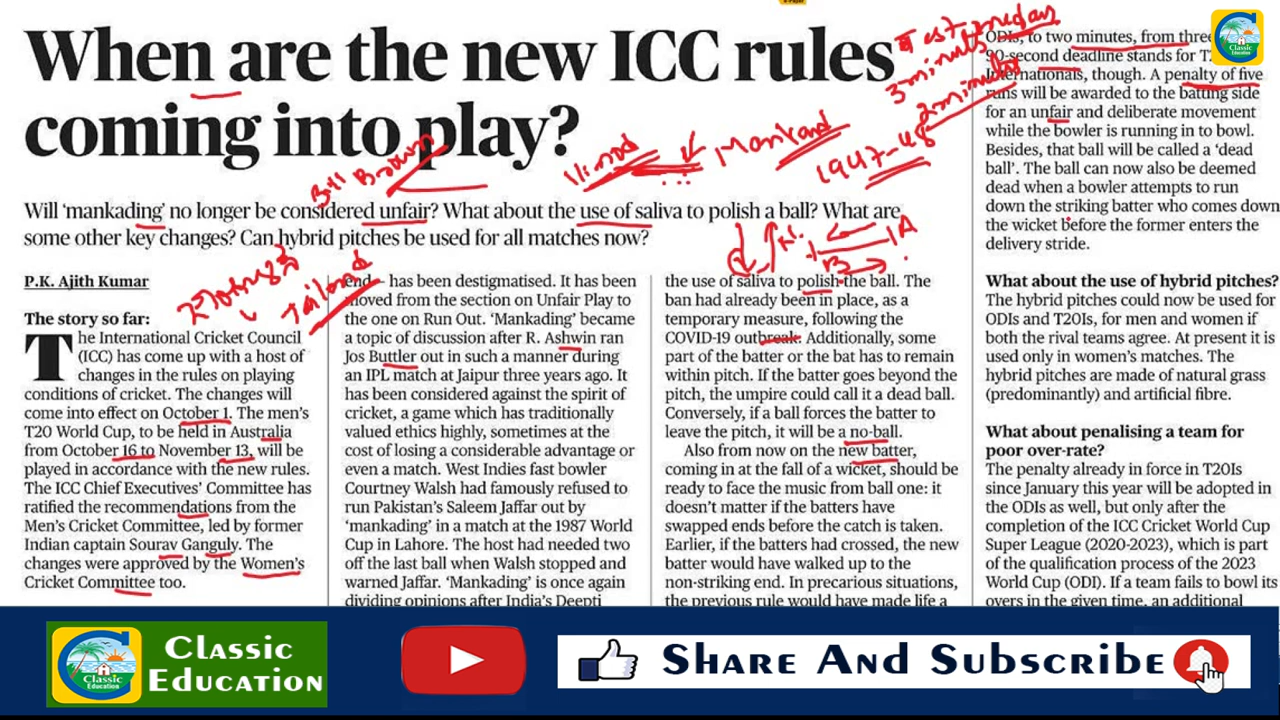 When are the new ICC rules
coming into play?
Will ‘mankading’ no longer be considered unfair? What about the use of saliva to polish a ball? What are
some other key changes? Can hybrid pitches be used for all matches now?
Bill Brown
Mankand
1947-48
3 minutes
2 minutes
P.K. Ajith Kumar
The story so far:
The International Cricket Council
(ICC) has come up with a host of
changes in the rules on playing
conditions of cricket. The changes will
come into effect on October 1. The men’s
T20 World Cup, to be held in Australia
from October 16 to November 13, will be
played in accordance with the new rules.
The ICC Chief Executives’ Committee has
ratified the recommendations from the
Men’s Cricket Committee, led by former
Indian captain Sourav Ganguly. The
changes were approved by the Women’s
Cricket Committee too.
end – has been destigmatised. It has been
moved from the section on Unfair Play to
the one on Run Out. ‘Mankading’ became
a topic of discussion after R. Ashwin ran
Jos Buttler out in such a manner during
an IPL match at Jaipur three years ago. It
has been considered against the spirit of
cricket, a game which has traditionally
valued ethics highly, sometimes at the
cost of losing a considerable advantage or
even a match. West Indies fast bowler
Courtney Walsh had famously refused to
run Pakistan’s Saleem Jaffar out by
‘mankading’ in a match at the 1987 World
Cup in Lahore. The host had needed two
off the last ball when Walsh stopped and
warned Jaffar. ‘Mankading’ is once again
dividing opinions after India’s Deepti
the use of saliva to polish the ball. The
ban had already been in place, as a
temporary measure, following the
COVID-19 outbreak. Additionally, some
part of the batter or the bat has to remain
within pitch. If the batter goes beyond the
pitch, the umpire could call it a dead ball.
Conversely, if a ball forces the batter to
leave the pitch, it will be a no-ball.
Also from now on the new batter,
coming in at the fall of a wicket, should be
ready to face the music from ball one: it
doesn’t matter if the batters have
swapped ends before the catch is taken.
Earlier, if the batters had crossed, the new
batter would have walked up to the
non-striking end. In precarious situations,
the previous rule would have made life a
ODIs, to two minutes, from three
90-second deadline stands for T
Internationals, though. A penalty of five
runs will be awarded to the batting side
for an unfair and deliberate movement
while the bowler is running in to bowl.
Besides, that ball will be called a ‘dead
ball’. The ball can now also be deemed
dead when a bowler attempts to run
down the striking batter who comes down
the wicket before the former enters the
delivery stride.
What about the use of hybrid pitches?
The hybrid pitches could now be used for
ODIs and T20Is, for men and women if
both the rival teams agree. At present it is
used only in women’s matches. The
hybrid pitches are made of natural grass
(predominantly) and artificial fibre.
What about penalising a team for
poor over-rate?
The penalty already in force in T20Is
since January this year will be adopted in
the ODIs as well, but only after the
completion of the ICC Cricket World Cup
Super League (2020-2023), which is part
of the qualification process of the 2023
World Cup (ODI). If a team fails to bowl its
overs in the given time, an additional
Classic
Education
Classic
Education
Classic
Education
Share And Subscribe